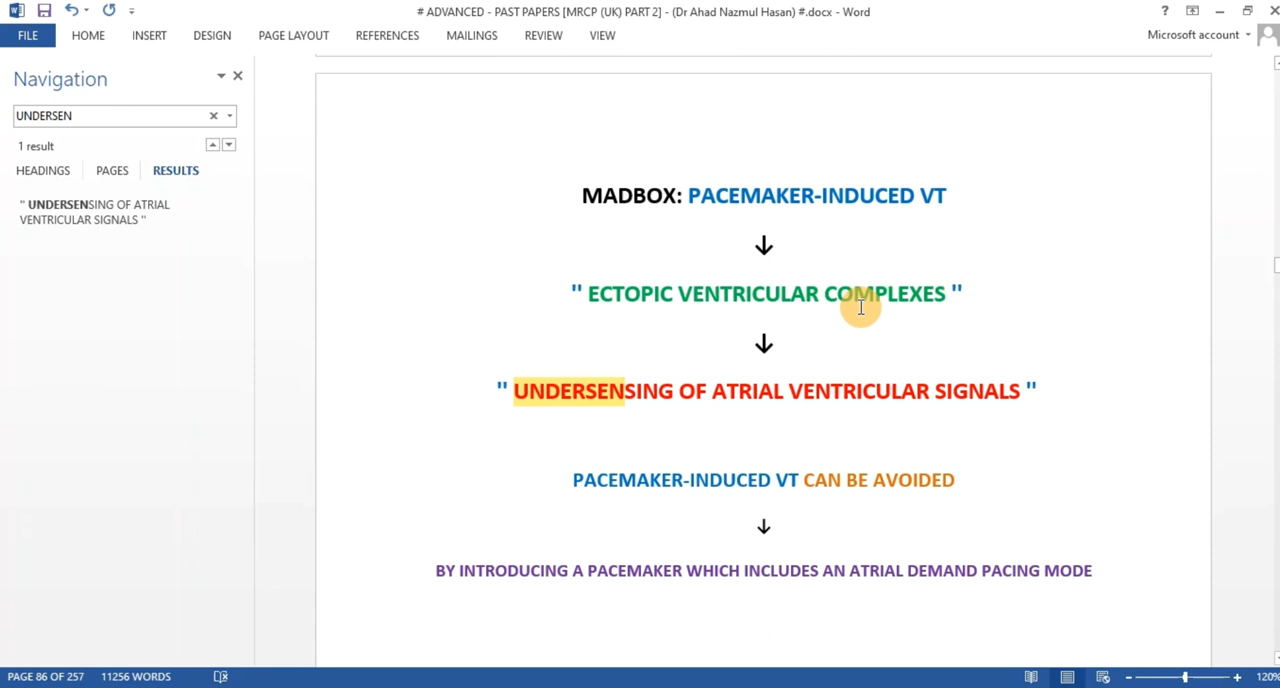 # ADVANCED - PAST PAPERS [MRCP (UK) PART 2] - (Dr Ahad Nazmul Hasan) #.docx - Word
FILE HOME INSERT DESIGN PAGE LAYOUT REFERENCES MAILINGS REVIEW VIEW Microsoft account
Navigation
UNDERSEN
1 result
HEADINGS PAGES RESULTS
" UNDERSENSING OF ATRIAL
VENTRICULAR SIGNALS "
MADBOX: PACEMAKER-INDUCED VT
↓
" ECTOPIC VENTRICULAR COMPLEXES "
↓
" UNDERSENSING OF ATRIAL VENTRICULAR SIGNALS "
PACEMAKER-INDUCED VT CAN BE AVOIDED
↓
BY INTRODUCING A PACEMAKER WHICH INCLUDES AN ATRIAL DEMAND PACING MODE
PAGE 86 OF 257 11256 WORDS 120%